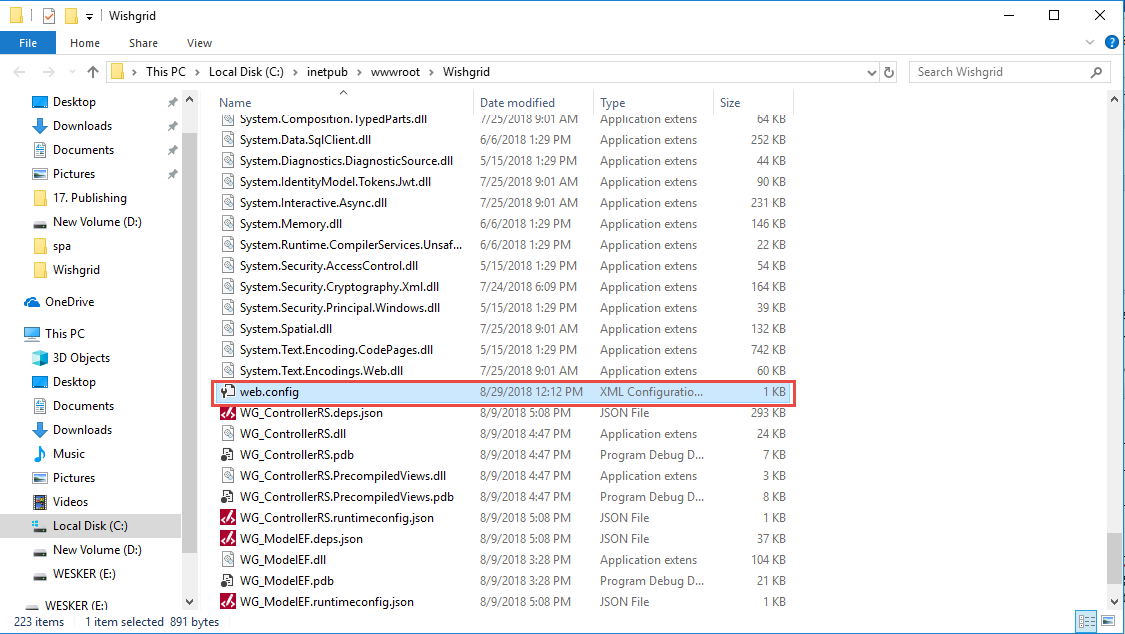 Wishgrid
File Home Share View
This PC Local Disk (C:) inetpub wwwroot Wishgrid Search Wishgrid
Desktop
Downloads
Documents
Pictures
17. Publishing
New Volume (D:)
spa
Wishgrid
OneDrive
This PC
3D Objects
Desktop
Documents
Downloads
Music
Pictures
Videos
Local Disk (C:)
New Volume (D:)
WESKER (E:)
WESKER (E:)
Name Date modified Type Size
System.Composition.TypedParts.dll 7/25/2018 9:01 AM Application extens 64 KB
System.Data.SqlClient.dll 6/6/2018 1:29 PM Application extens 252 KB
System.Diagnostics.DiagnosticSource.dll 5/15/2018 1:29 PM Application extens 44 KB
System.IdentityModel.Tokens.Jwt.dll 7/25/2018 9:01 AM Application extens 90 KB
System.Interactive.Async.dll 7/25/2018 9:01 AM Application extens 231 KB
System.Memory.dll 6/6/2018 1:29 PM Application extens 146 KB
System.Runtime.CompilerServices.Unsaf... 6/6/2018 1:29 PM Application extens 22 KB
System.Security.AccessControl.dll 5/15/2018 1:29 PM Application extens 54 KB
System.Security.Cryptography.Xml.dll 7/24/2018 6:09 PM Application extens 164 KB
System.Security.Principal.Windows.dll 5/15/2018 1:29 PM Application extens 39 KB
System.Spatial.dll 7/25/2018 9:01 AM Application extens 132 KB
System.Text.Encoding.CodePages.dll 5/15/2018 1:29 PM Application extens 742 KB
System.Text.Encodings.Web.dll 7/25/2018 9:01 AM Application extens 60 KB
web.config 8/29/2018 12:12 PM XML Configuratio... 1 KB
WG_ControllerRS.deps.json 8/9/2018 5:08 PM JSON File 293 KB
WG_ControllerRS.dll 8/9/2018 4:47 PM Application extens 24 KB
WG_ControllerRS.pdb 8/9/2018 4:47 PM Program Debug D... 7 KB
WG_ControllerRS.PrecompiledViews.dll 8/9/2018 4:47 PM Application extens 3 KB
WG_ControllerRS.PrecompiledViews.pdb 8/9/2018 4:47 PM Program Debug D... 8 KB
WG_ControllerRS.runtimeconfig.json 8/9/2018 5:08 PM JSON File 1 KB
WG_ModelEF.deps.json 8/9/2018 5:08 PM JSON File 37 KB
WG_ModelEF.dll 8/9/2018 3:28 PM Application extens 104 KB
WG_ModelEF.pdb 8/9/2018 3:28 PM Program Debug D... 21 KB
WG_ModelEF.runtimeconfig.json 8/9/2018 5:08 PM JSON File 1 KB
223 items 1 item selected 891 bytes